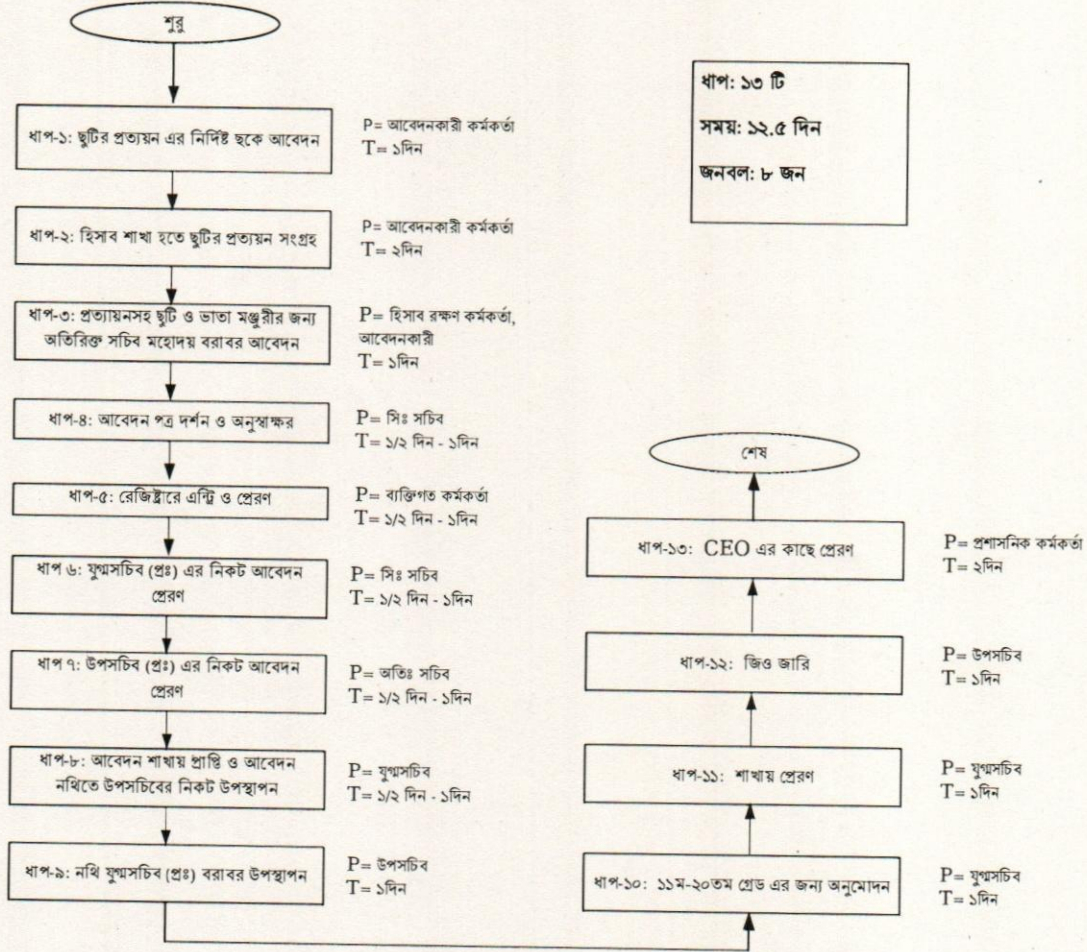 শুরু
ধাপ-১: ছুটির প্রত্যয়ন এর নির্দিষ্ট ছকে আবেদন
P= আবেদনকারী কর্মকর্তা
T= ১দিন
ধাপ-২: হিসাব শাখা হতে ছুটির প্রত্যয়ন সংগ্রহ
P= আবেদনকারী কর্মকর্তা
T= ২দিন
ধাপ-৩: প্রত্যায়নসহ ছুটি ও ভাতা মঞ্জুরীর জন্য
অতিরিক্ত সচিব মহোদয় বরাবর আবেদন
P= হিসাব রক্ষণ কর্মকর্তা,
আবেদনকারী
T= ১দিন
ধাপ-৪: আবেদন পত্র দর্শন ও অনুস্বাক্ষর
P= সিঃ সচিব
T= ১/২ দিন - ১দিন
ধাপ-৫: রেজিষ্টারে এন্ট্রি ও প্রেরণ
P= ব্যক্তিগত কর্মকর্তা
T= ১/২ দিন - ১দিন
ধাপ ৬: যুগ্মসচিব (প্রঃ) এর নিকট আবেদন
প্রেরণ
P= সিঃ সচিব
T= ১/২ দিন - ১দিন
ধাপ ৭: উপসচিব (প্রঃ) এর নিকট আবেদন
প্রেরণ
P= অতিঃ সচিব
T= ১/২ দিন - ১দিন
ধাপ-৮: আবেদন শাখায় প্রাপ্তি ও আবেদন
নথিতে উপসচিবের নিকট উপস্থাপন
P= যুগ্মসচিব
T= ১/২ দিন - ১দিন
ধাপ-৯: নথি যুগ্মসচিব (প্রঃ) বরাবর উপস্থাপন
P= উপসচিব
T= ১দিন
ধাপ: ১৩ টি
সময়: ১২.৫ দিন
জনবল: ৮ জন
শেষ
ধাপ-১৩: CEO এর কাছে প্রেরণ
P= প্রশাসনিক কর্মকর্তা
T= ২দিন
ধাপ-১২: জিও জারি
P= উপসচিব
T= ১দিন
ধাপ-১১: শাখায় প্রেরণ
P= যুগ্মসচিব
T= ১দিন
ধাপ-১০: ১১ম-২০তম গ্রেড এর জন্য অনুমোদন
P= যুগ্মসচিব
T= ১দিন